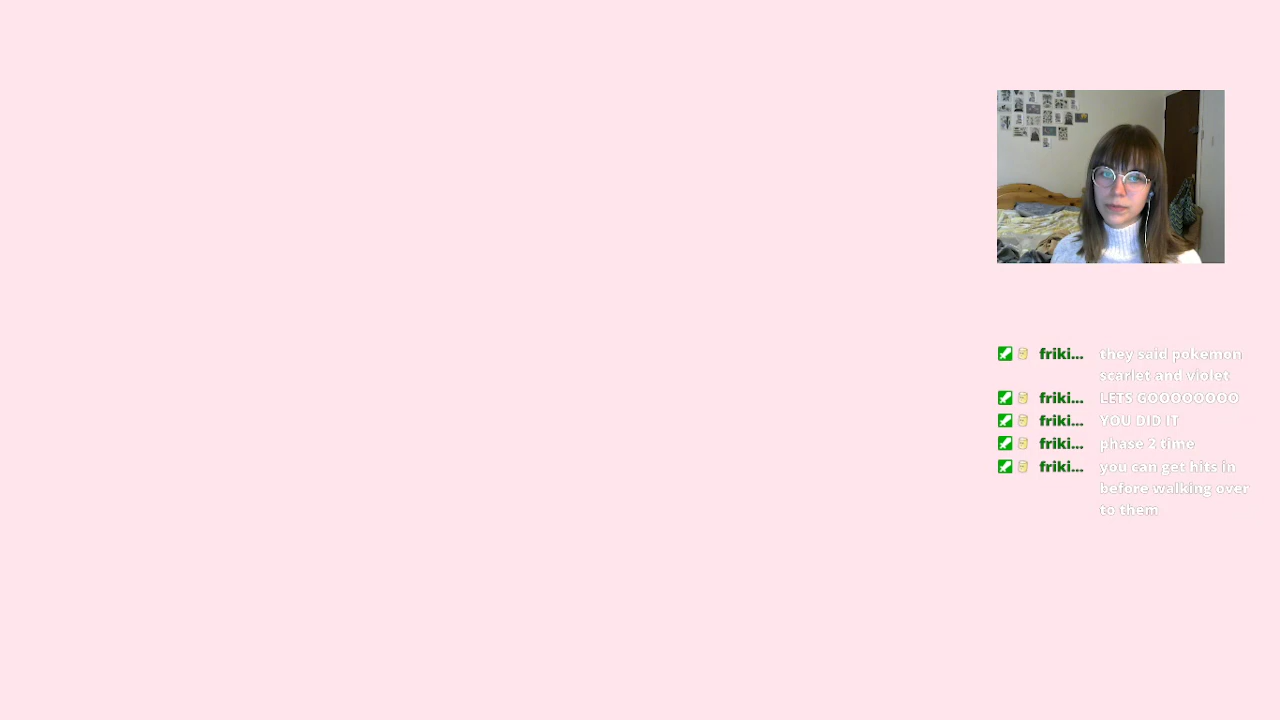 friki... they said pokemon
scarlet and violet
friki... LETS GOOOOOOOO
friki... YOU DID IT
friki... phase 2 time
friki... you can get hits in
before walking over
to them